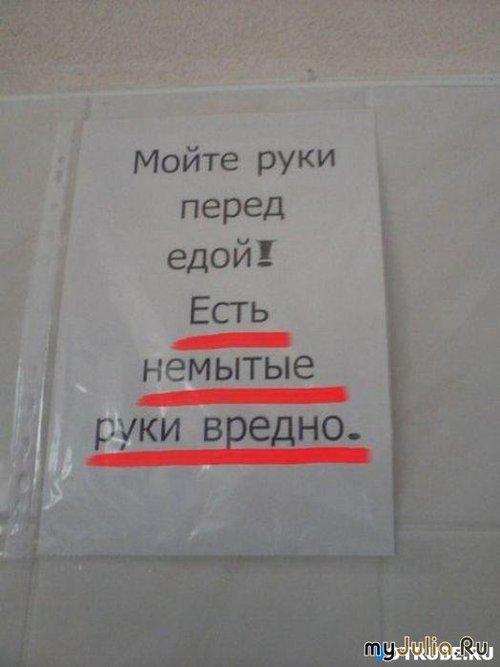 Мойте руки
перед
едой!
Есть
немытые
руки вредно.
myJulia.Ru